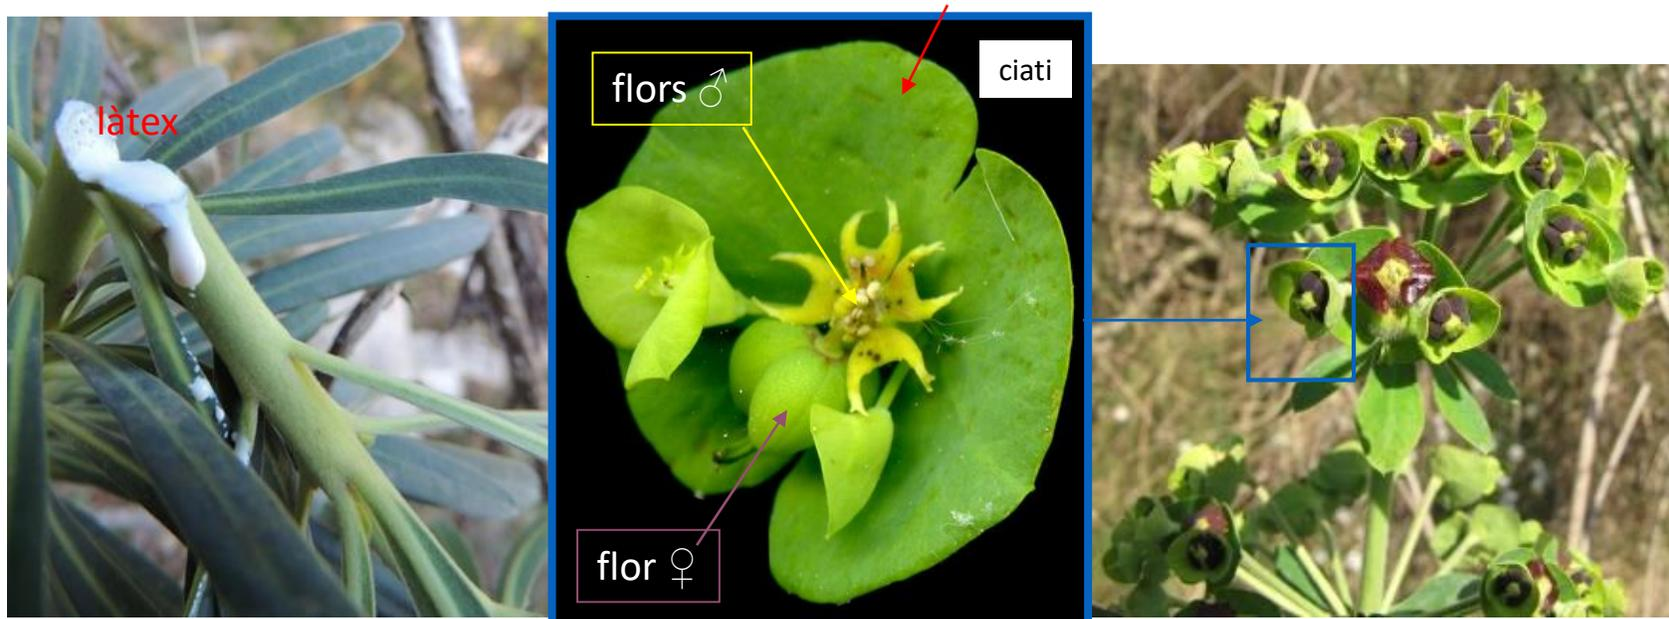 làtex
flors ♂
ciati
flor ♀